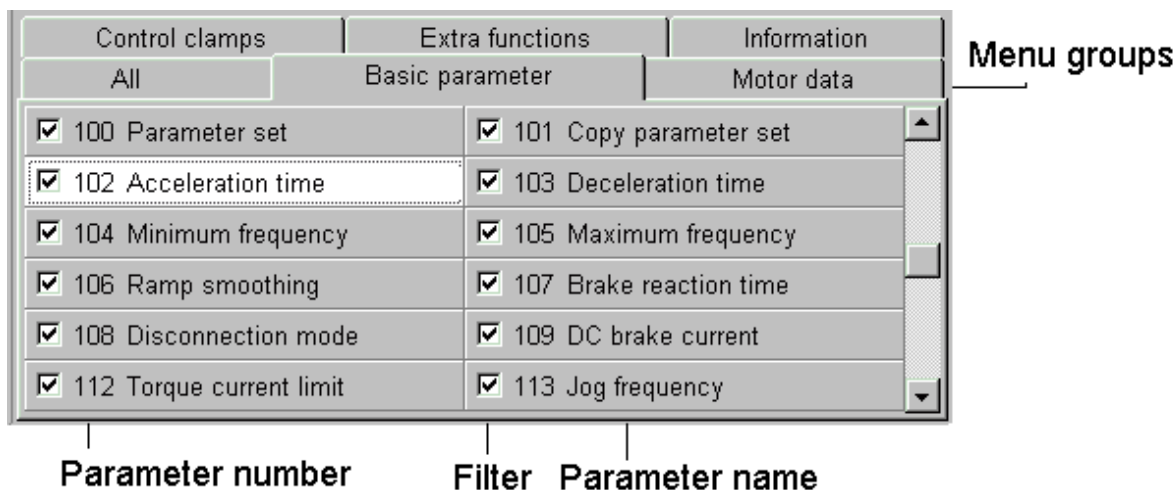 Control clamps Extra functions Information
Menu groups
All Basic parameter Motor data
100 Parameter set 101 Copy parameter set
102 Acceleration time 103 Deceleration time
104 Minimum frequency 105 Maximum frequency
106 Ramp smoothing 107 Brake reaction time
108 Disconnection mode 109 DC brake current
112 Torque current limit 113 Jog frequency
Parameter number Filter Parameter name